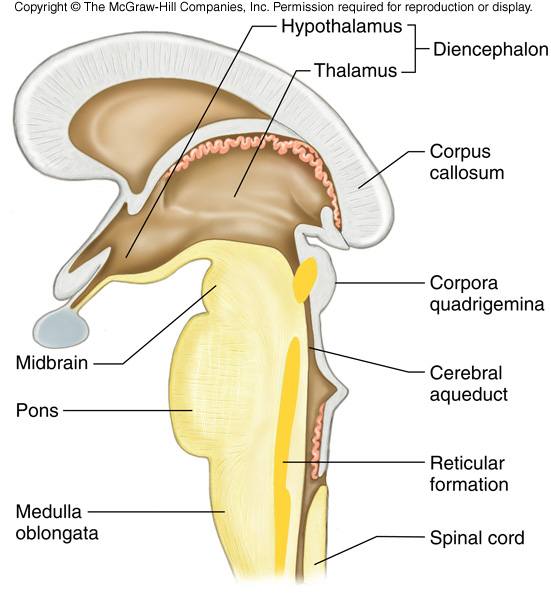 Copyright © The McGraw-Hill Companies, Inc. Permission required for reproduction or display.
Hypothalamus
Diencephalon
Thalamus
Corpus
callosum
Corpora
quadrigemina
Midbrain
Cerebral
aqueduct
Pons
Reticular
formation
Medulla
oblongata
Spinal cord